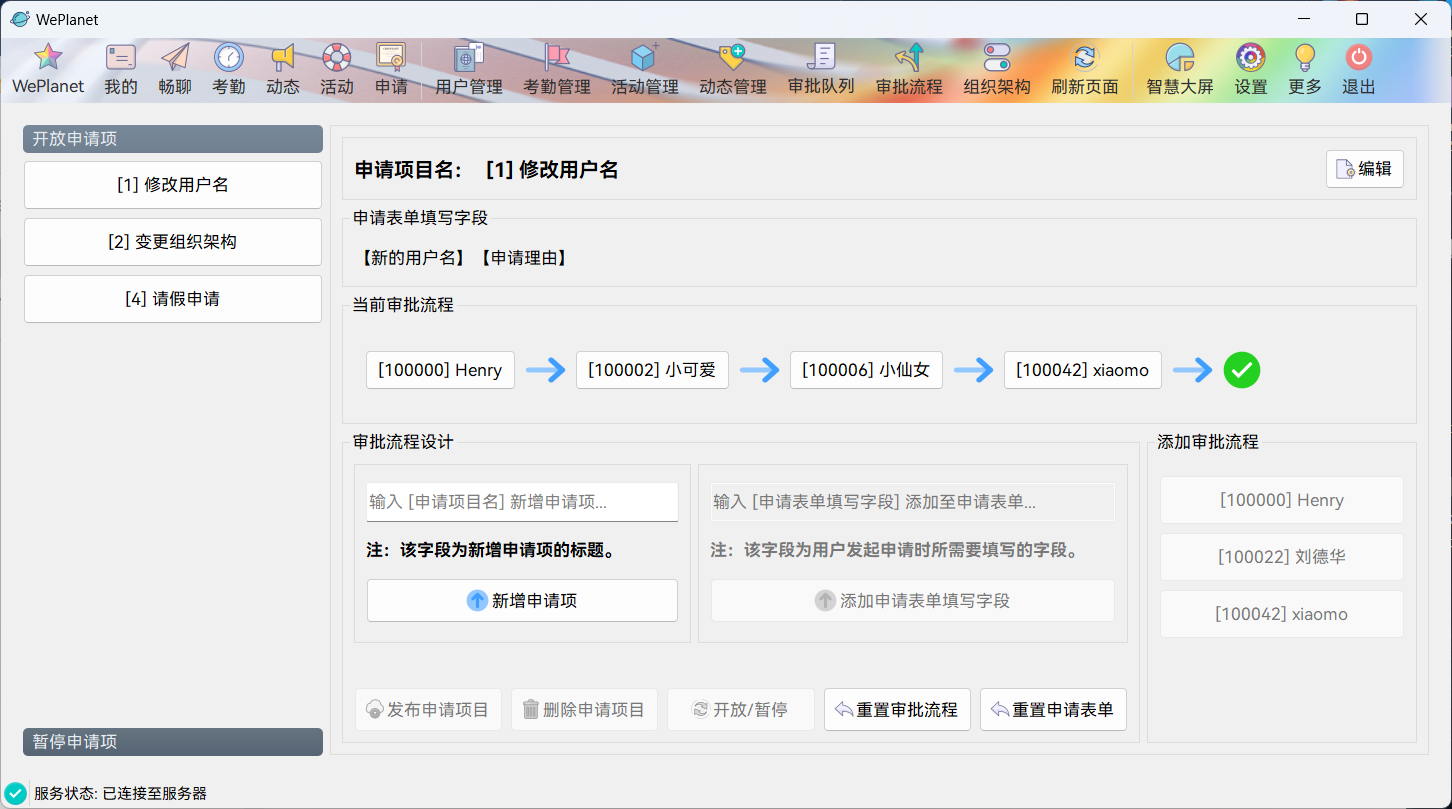 WePlanet
WePlanet 我的 畅聊 考勤 动态 活动 申请 用户管理 考勤管理 活动管理 动态管理 审批队列 审批流程 组织架构 刷新页面 智慧大屏 设置 更多 退出
开放申请项
[1] 修改用户名
[2] 变更组织架构
[4] 请假申请
暂停申请项
申请项目名： [1] 修改用户名
编辑
申请表单填写字段
【新的用户名】【申请理由】
当前审批流程
[100000] Henry [100002] 小可爱 [100006] 小仙女 [100042] xiaomo
审批流程设计
输入 [申请项目名] 新增申请项...
注：该字段为新增申请项的标题。
新增申请项
输入 [申请表单填写字段] 添加至申请表单...
注：该字段为用户发起申请时所需要填写的字段。
添加申请表单填写字段
发布申请项目 删除申请项目 开放/暂停 重置审批流程 重置申请表单
添加审批流程
[100000] Henry
[100022] 刘德华
[100042] xiaomo
服务状态: 已连接至服务器